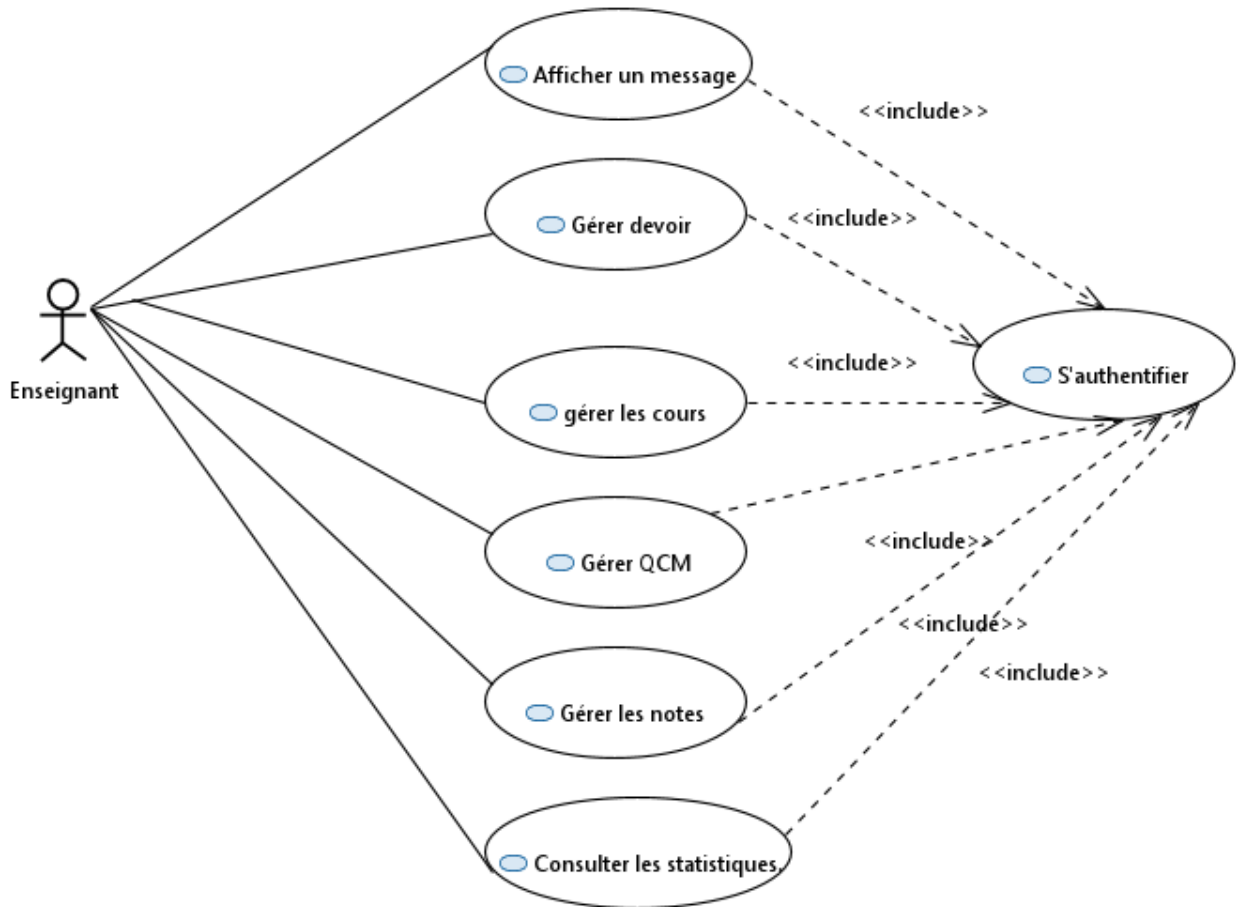 Afficher un message
<<include>>
Gérer devoir
<<include>>
Enseignant
gérer les cours
<<include>>
S'authentifier
Gérer QCM
<<include>>
Gérer les notes
<<include>>
<<include>>
Consulter les statistiques.